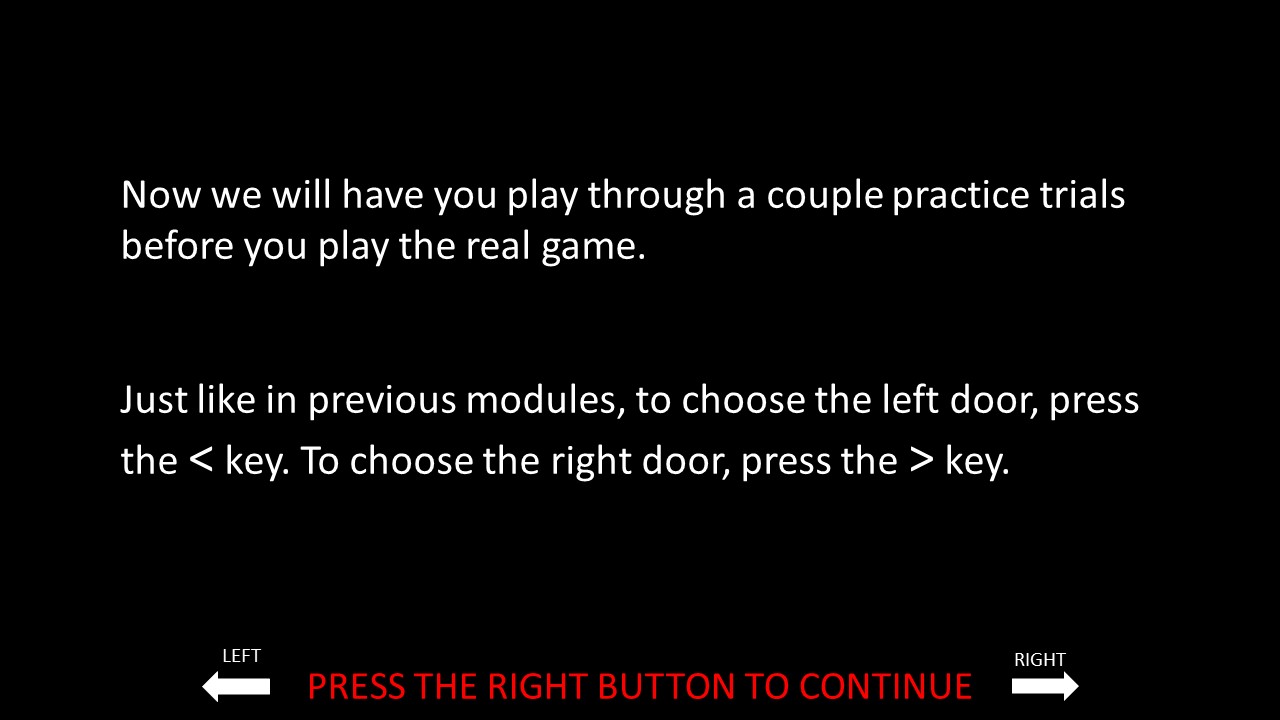 Now we will have you play through a couple practice trials
before you play the real game.
Just like in previous modules, to choose the left door, press
the < key. To choose the right door, press the > key.
LEFT
RIGHT
PRESS THE RIGHT BUTTON TO CONTINUE